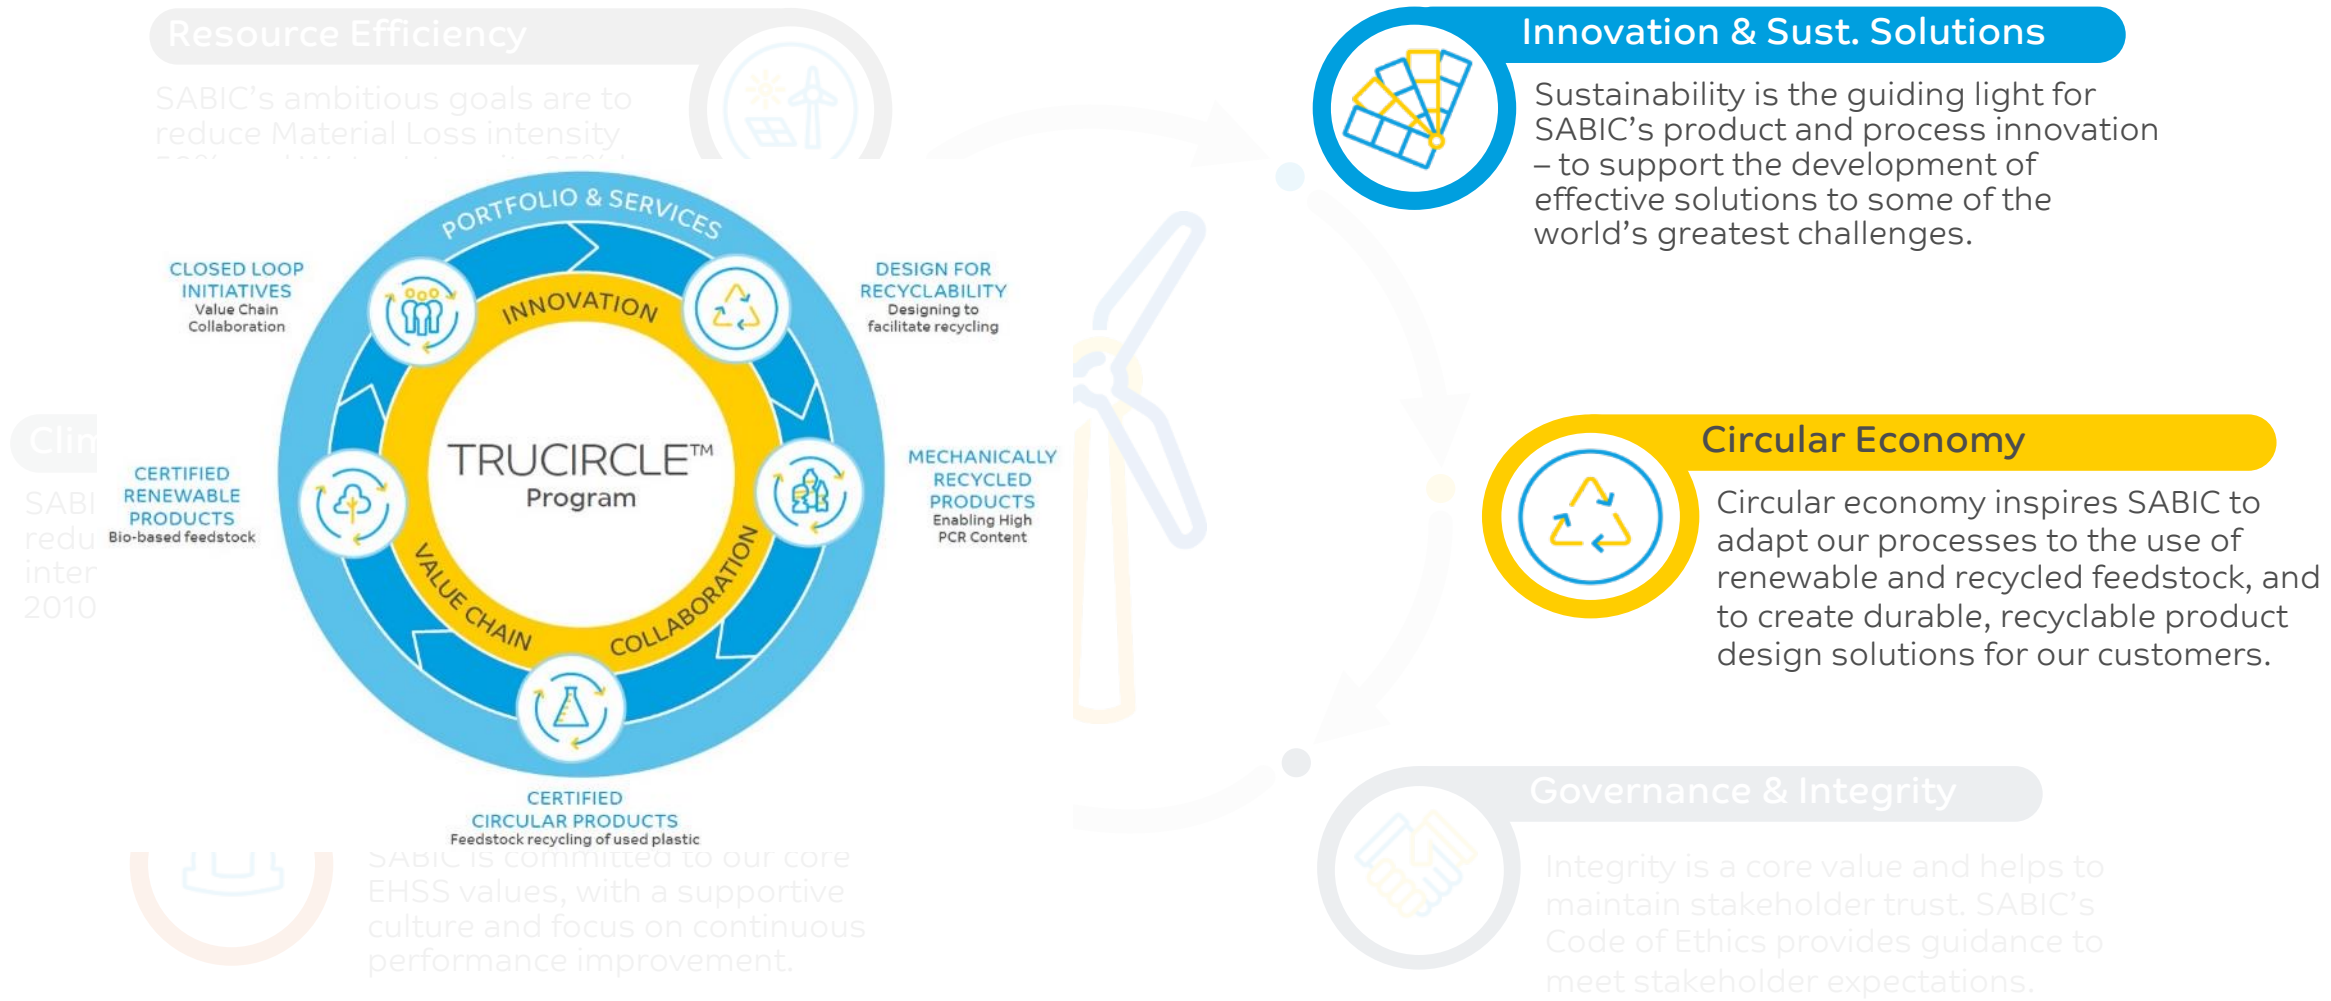 Resource Efficiency
SABIC's ambitious goals are to
reduce Material Loss intensity
Innovation & Sust. Solutions
Sustainability is the guiding light for
SABIC's product and process innovation
– to support the development of
effective solutions to some of the
world's greatest challenges.
PORTFOLIO & SERVICES
CLOSED LOOP
INITIATIVES
Value Chain
Collaboration
DESIGN FOR
RECYCLABILITY
Designing to
facilitate recycling
INNOVATION
TRUCIRCLE™
Program
MECHANICALLY
RECYCLED
PRODUCTS
Enabling High
PCR Content
CERTIFIED
RENEWABLE
PRODUCTS
Bio-based feedstock
VALUE CHAIN
COLLABORATION
CERTIFIED
CIRCULAR PRODUCTS
Feedstock recycling of used plastic
Circular Economy
Circular economy inspires SABIC to
adapt our processes to the use of
renewable and recycled feedstock, and
to create durable, recyclable product
design solutions for our customers.
2010
SABIC is committed to our core
EHSS values, with a supportive
culture and focus on continuous
performance improvement.
Governance & Integrity
Integrity is a core value and helps to
maintain stakeholder trust. SABIC's
Code of Ethics provides guidance to
meet stakeholder expectations.